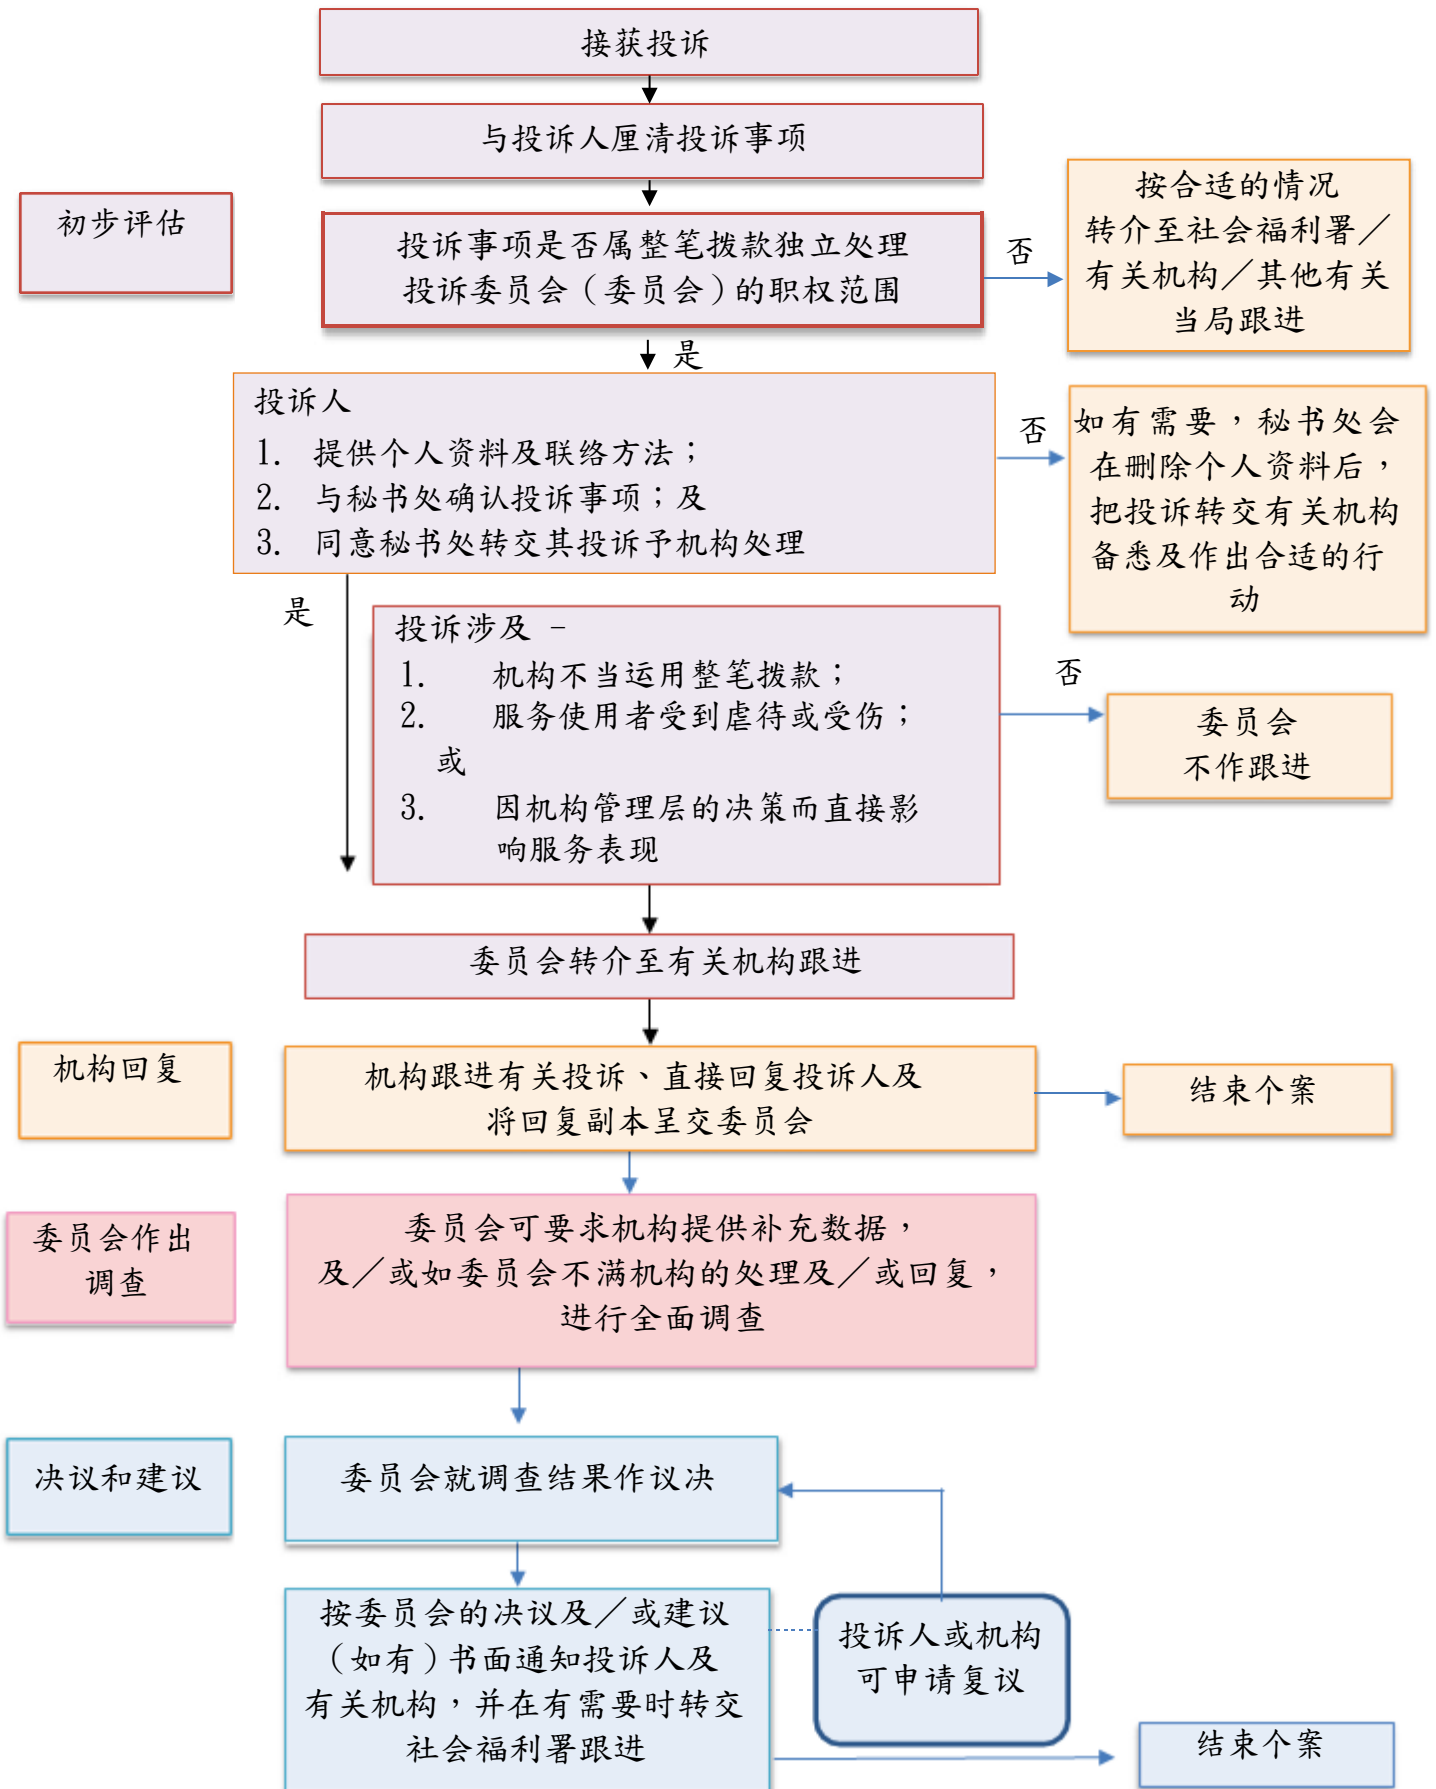 接获投诉
与投诉人厘清投诉事项
初步评估
投诉事项是否属整笔拨款独立处理
投诉委员会（委员会）的职权范围
否
按合适的情况
转介至社会福利署／
有关机构／其他有关
当局跟进
是
投诉人
1. 提供个人资料及联络方法；
2. 与秘书处确认投诉事项；及
3. 同意秘书处转交其投诉予机构处理
否
如有需要，秘书处会
在删除个人资料后，
把投诉转交有关机构
备悉及作出合适的行
动
是
投诉涉及 –
1. 机构不当运用整笔拨款；
2. 服务使用者受到虐待或受伤；
或
3. 因机构管理层的决策而直接影
响服务表现
否
委员会
不作跟进
委员会转介至有关机构跟进
机构回复
机构跟进有关投诉、直接回复投诉人及
将回复副本呈交委员会
结束个案
委员会作出
调查
委员会可要求机构提供补充数据，
及／或如委员会不满机构的处理及／或回复，
进行全面调查
决议和建议
委员会就调查结果作议决
按委员会的决议及／或建议
（如有）书面通知投诉人及
有关机构，并在有需要时转交
社会福利署跟进
投诉人或机构
可申请复议
结束个案